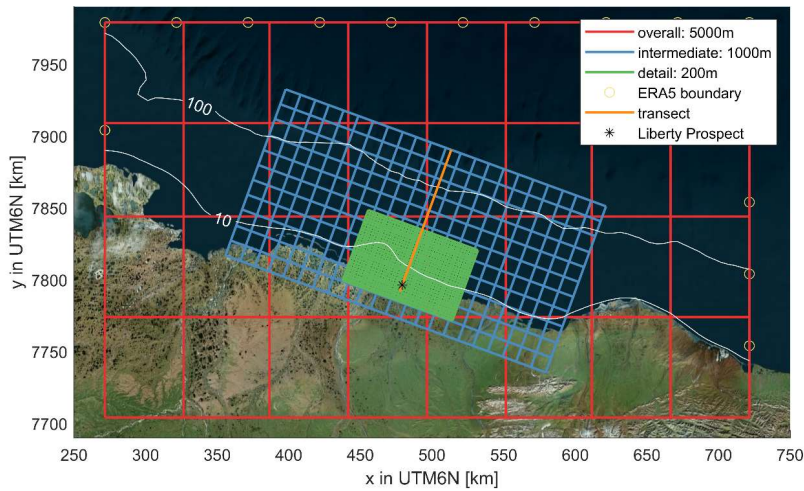 overall: 5000m
intermediate: 1000m
detail: 200m
ERA5 boundary
transect
Liberty Prospect
100
10
y in UTM6N [km]
7950
7900
7850
7800
7750
7700
250
300
350
400
450
500
550
600
650
700
750
x in UTM6N [km]